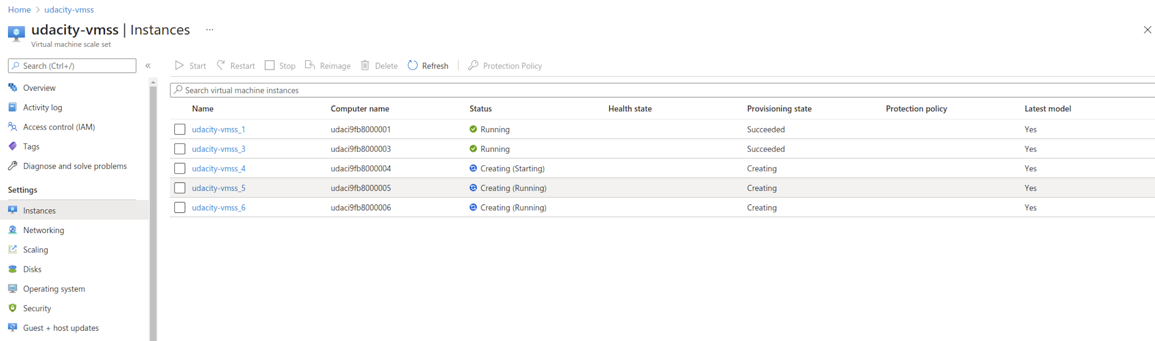 Home > udacity-vmss
udacity-vmss | Instances ...
Virtual machine scale set
Search (Ctrl+/) «
Start Restart Stop Reimage Delete Refresh Protection Policy
Search virtual machine instances
Overview
Activity log
Access control (IAM)
Tags
Diagnose and solve problems
Settings
Instances
Networking
Scaling
Disks
Operating system
Security
Guest + host updates
Name Computer name Status Health state Provisioning state Protection policy Latest model
udacity-vmss_1 udaci9fb8000001 Running Succeeded Yes
udacity-vmss_3 udaci9fb8000003 Running Succeeded Yes
udacity-vmss_4 udaci9fb8000004 Creating (Starting) Creating Yes
udacity-vmss_5 udaci9fb8000005 Creating (Running) Creating Yes
udacity-vmss_6 udaci9fb8000006 Creating (Running) Creating Yes